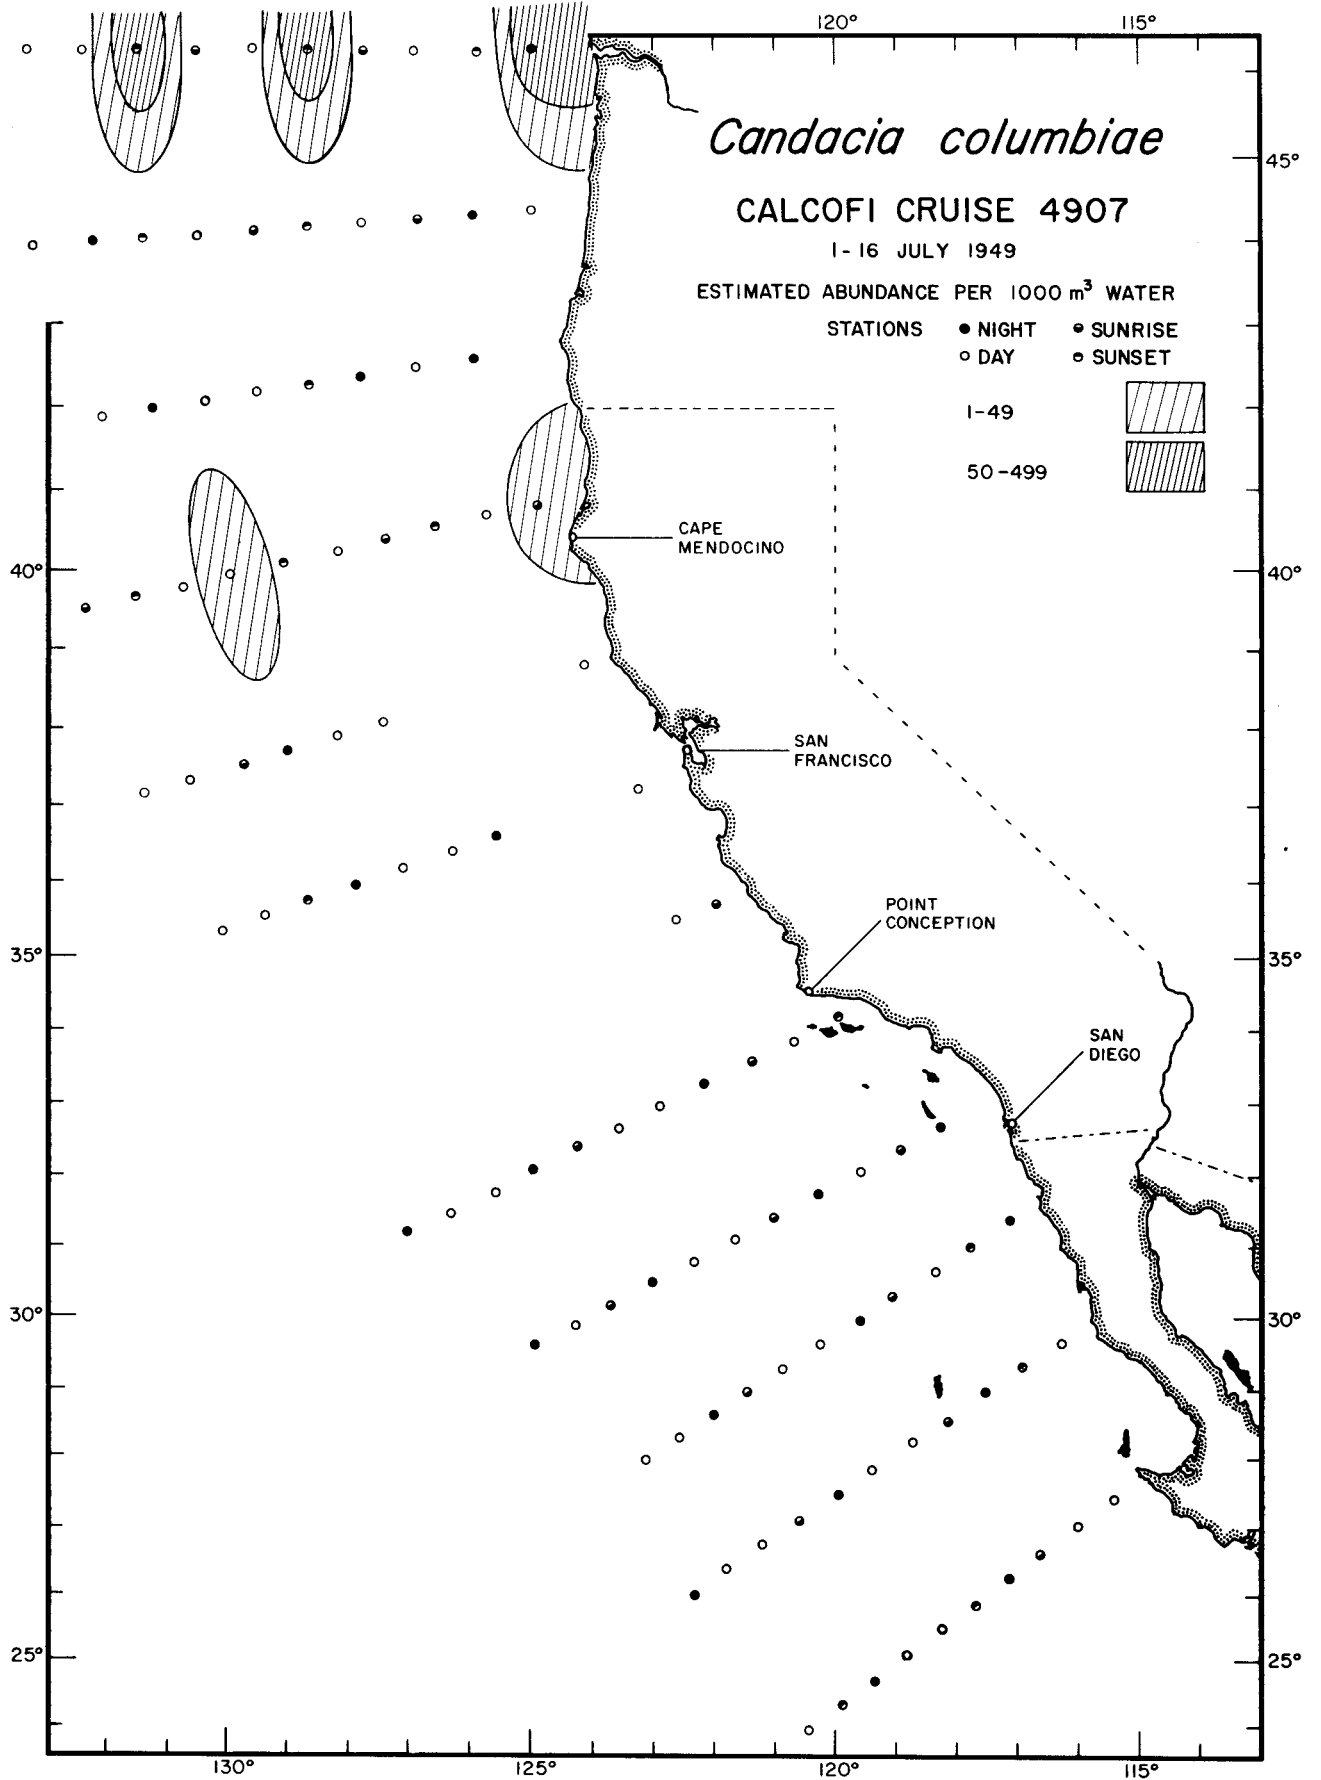 120° 115°
Candacia columbiae
45°
CALCOFI CRUISE 4907
1-16 JULY 1949
ESTIMATED ABUNDANCE PER 1000 m³ WATER
STATIONS ● NIGHT SUNRISE
○ DAY SUNSET
1-49
50-499
CAPE
MENDOCINO
40° 40°
SAN
FRANCISCO
POINT
CONCEPTION
35° 35°
SAN
DIEGO
30° 30°
25° 25°
130° 125° 120° 115°